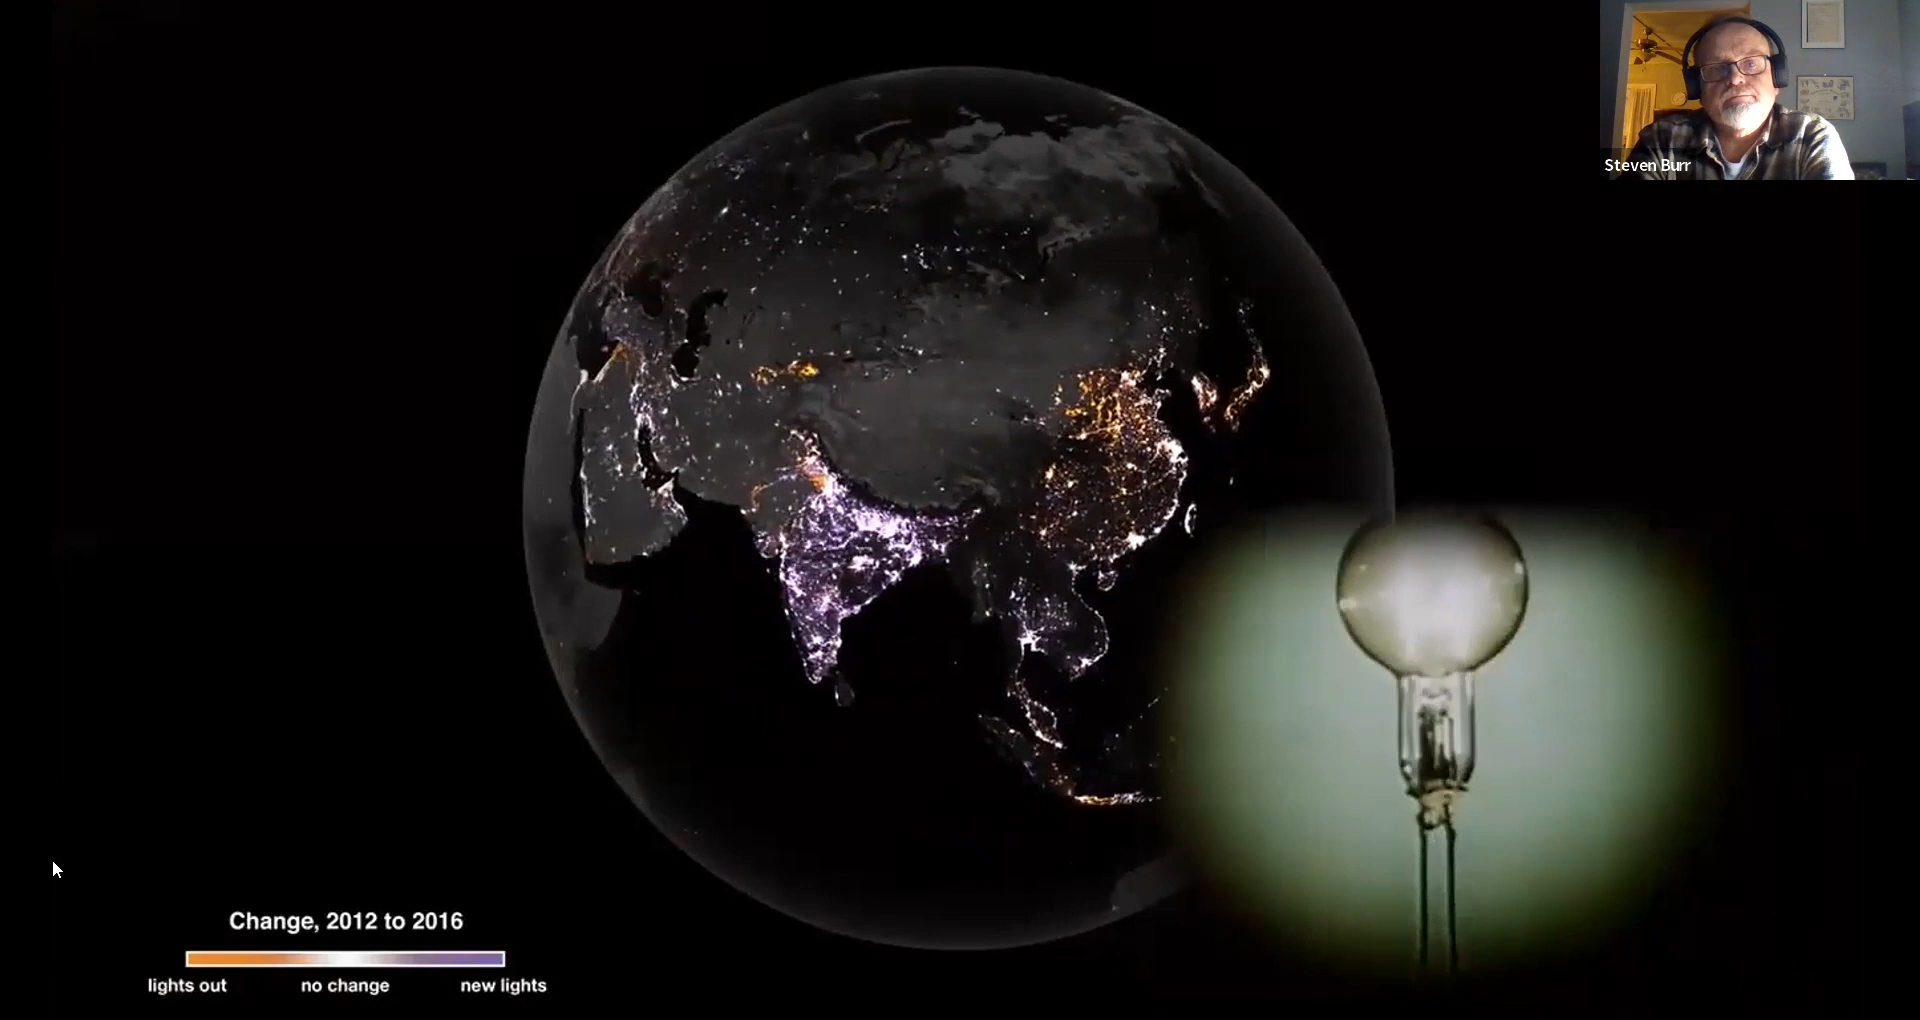 Steven Burr
Change, 2012 to 2016
lights out no change new lights